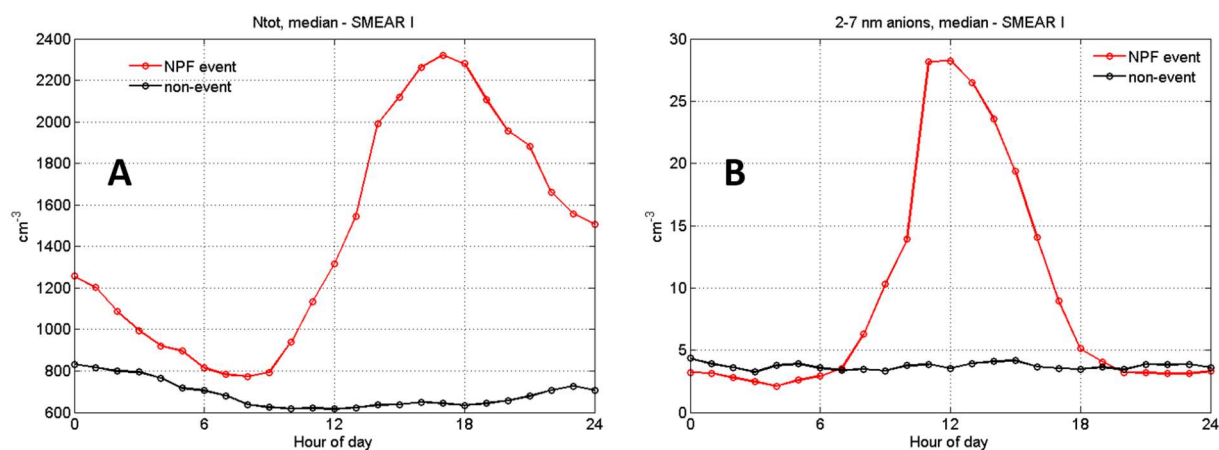 Ntot, median - SMEAR I
2400
2200
2000
1800
1600
1400
1200
1000
800
600
cm-3
NPF event
non-event
A
0
6
12
18
24
Hour of day
2-7 nm anions, median - SMEAR I
30
25
20
15
10
5
0
cm-3
NPF event
non-event
B
0
6
12
18
24
Hour of day